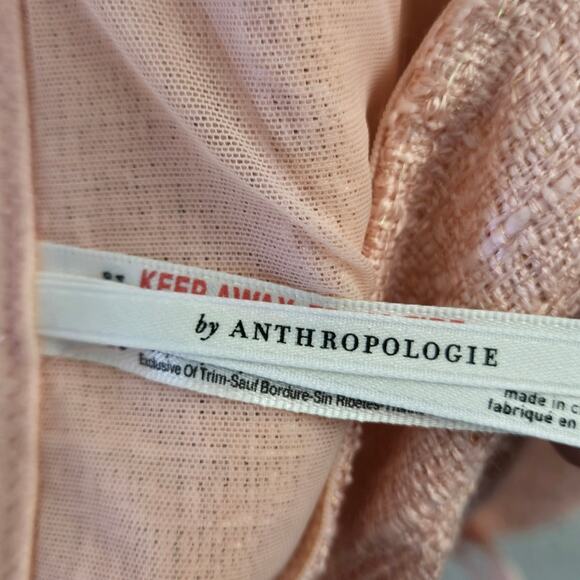 KEEP AWAY
by ANTHROPOLOGIE
Exclusive Of Trim-Sauf Bordure-Sin Ribetes
made in
fabriqué en